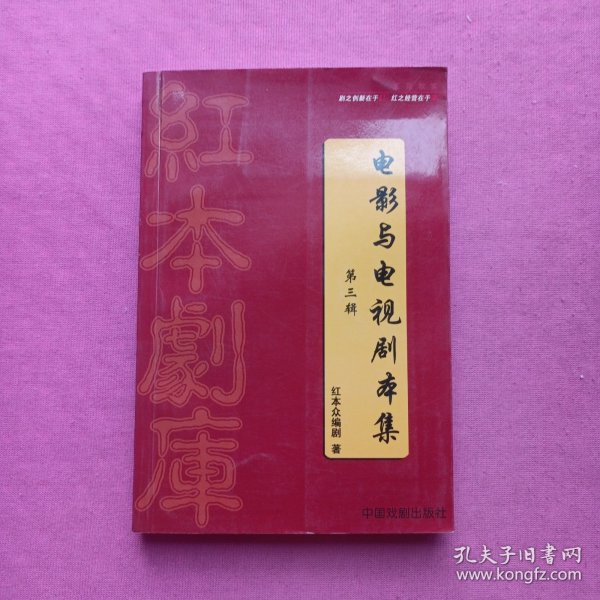 剧之创新在于 红之经营在于
紅本劇庫
电影与电视剧本集
第三辑
红本众编剧 著
中国戏剧出版社
孔夫子旧书网
www.kongfz.com